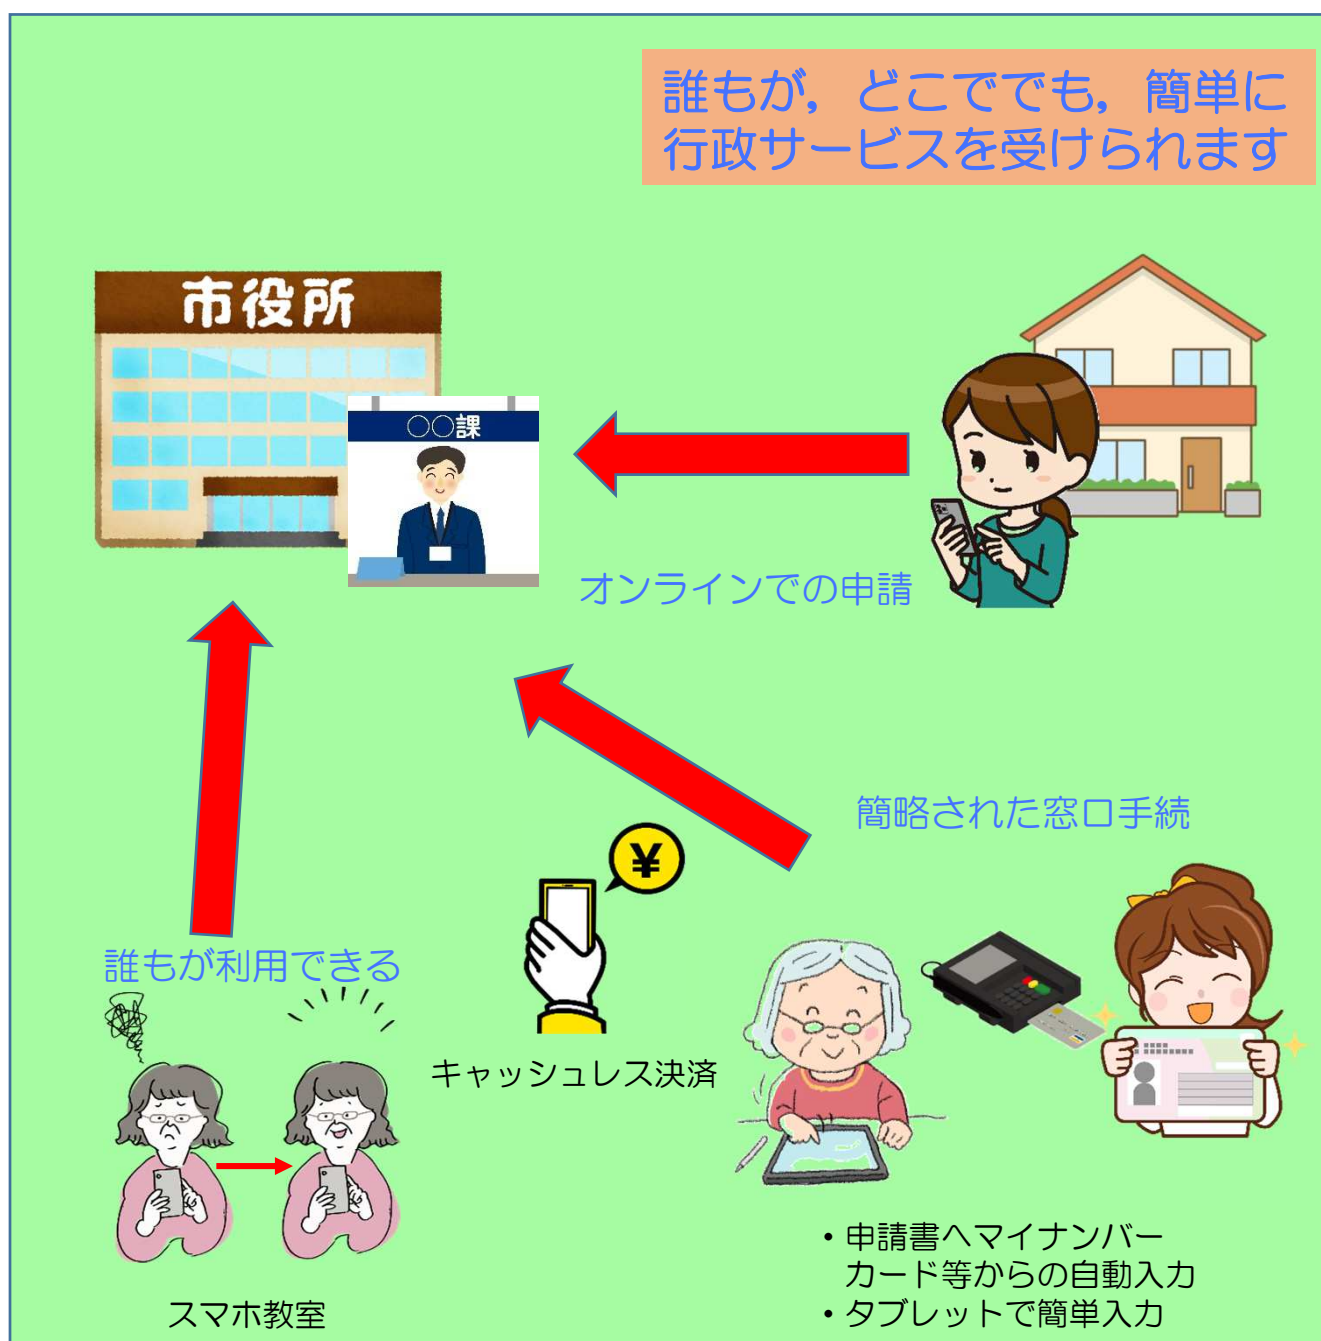 誰もが，どこででも，簡単に
行政サービスを受けられます
市役所
○○課
オンラインでの申請
簡略された窓口手続
¥
誰もが利用できる
キャッシュレス決済
スマホ教室
・申請書へマイナンバー
カード等からの自動入力
・タブレットで簡単入力